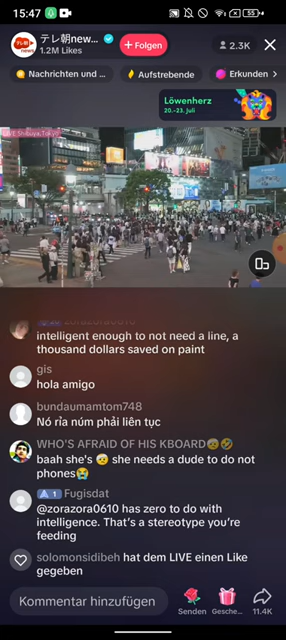 15:47
55
テレ朝new...
1.2M Likes
+ Folgen
2.3K
Nachrichten und ...
Aufstrebende
Erkunden
Löwenherz
20.–23. Juli
LIVE Shibuya,Tokyo
intelligent enough to not need a line, a
thousand dollars saved on paint
gis
hola amigo
bundaumamtom748
Nó rỉa núm phải liên tục
WHO'S AFRAID OF HIS KBOARD🤕🤣
baah she's 🤕 she needs a dude to do not
phones😭
1 Fugisdat
@zorazora0610 has zero to do with
intelligence. That's a stereotype you're
feeding
solomonsidibeh hat dem LIVE einen Like
gegeben
Kommentar hinzufügen
Senden
Gesche...
11.4K